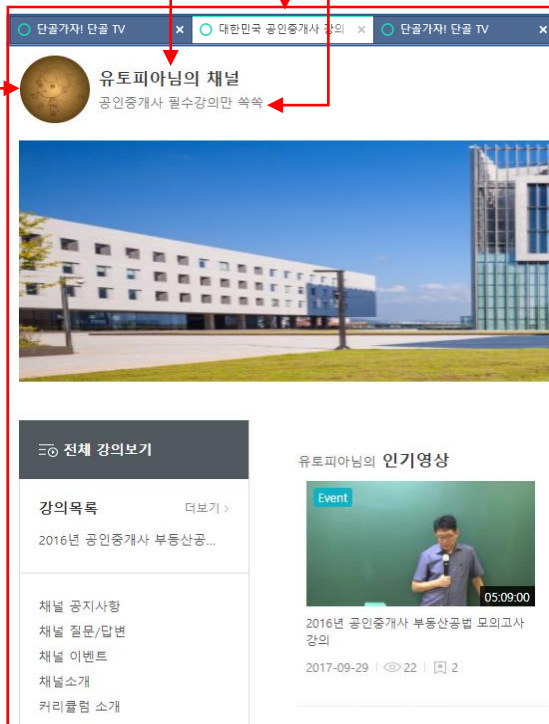 단골가자! 단골 TV
대한민국 공인중개사 강의
단골가자! 단골 TV
유토피아님의 채널
공인중개사 필수강의만 쏙쏙
전체 강의보기
강의목록 더보기 >
2016년 공인중개사 부동산공...
채널 공지사항
채널 질문/답변
채널 이벤트
채널소개
커리큘럼 소개
유토피아님의 인기영상
Event
05:09:00
2016년 공인중개사 부동산공법 모의고사
강의
2017-09-29 | 22 | 2